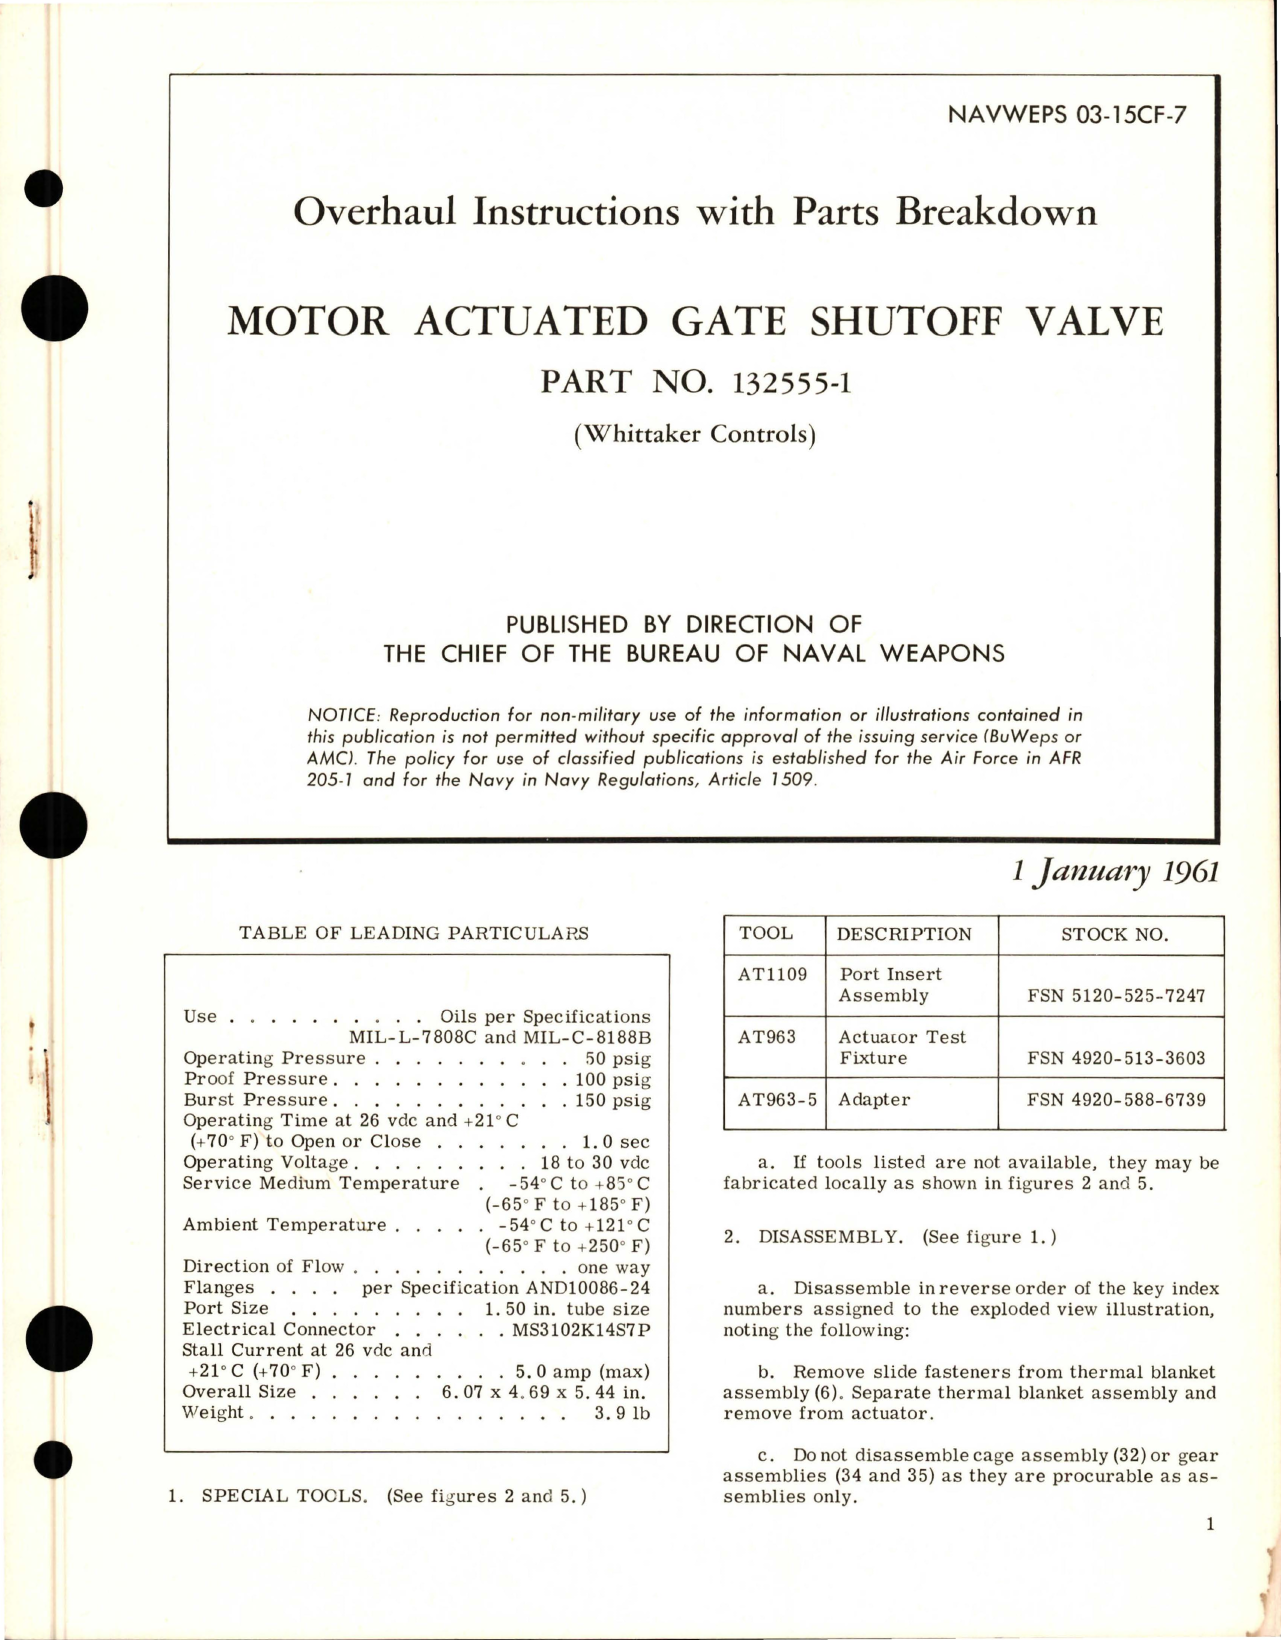 NAVWEPS 03-15CF-7
Overhaul Instructions with Parts Breakdown
MOTOR ACTUATED GATE SHUTOFF VALVE
PART NO. 132555-1
(Whittaker Controls)
PUBLISHED BY DIRECTION OF
THE CHIEF OF THE BUREAU OF NAVAL WEAPONS
NOTICE: Reproduction for non-military use of the information or illustrations contained in
this publication is not permitted without specific approval of the issuing service (BuWeps or
AMC). The policy for use of classified publications is established for the Air Force in AFR
205-1 and for the Navy in Navy Regulations, Article 1509.
1 January 1961
TABLE OF LEADING PARTICULARS
Use . . . . . . . . . . Oils per Specifications
MIL-L-7808C and MIL-C-8188B
Operating Pressure . . . . . . . . . . 50 psig
Proof Pressure . . . . . . . . . . . . 100 psig
Burst Pressure . . . . . . . . . . . . 150 psig
Operating Time at 26 vdc and +21°C
(+70°F) to Open or Close . . . . . . . 1.0 sec
Operating Voltage . . . . . . . . . 18 to 30 vdc
Service Medium Temperature . -54°C to +85°C
(-65°F to +185°F)
Ambient Temperature . . . . . -54°C to +121°C
(-65°F to +250°F)
Direction of Flow . . . . . . . . . . . one way
Flanges . . . . per Specification AND10086-24
Port Size . . . . . . . . . 1.50 in. tube size
Electrical Connector . . . . . . MS3102K14S7P
Stall Current at 26 vdc and
+21°C (+70°F) . . . . . . . . . 5.0 amp (max)
Overall Size . . . . . . 6.07 x 4.69 x 5.44 in.
Weight . . . . . . . . . . . . . . . . 3.9 lb
1. SPECIAL TOOLS. (See figures 2 and 5.)
TOOL DESCRIPTION STOCK NO.
AT1109 Port Insert
Assembly FSN 5120-525-7247
AT963 Actuator Test
Fixture FSN 4920-513-3603
AT963-5 Adapter FSN 4920-588-6739
a. If tools listed are not available, they may be
fabricated locally as shown in figures 2 and 5.
2. DISASSEMBLY. (See figure 1.)
a. Disassemble in reverse order of the key index
numbers assigned to the exploded view illustration,
noting the following:
b. Remove slide fasteners from thermal blanket
assembly (6). Separate thermal blanket assembly and
remove from actuator.
c. Do not disassemble cage assembly (32) or gear
assemblies (34 and 35) as they are procurable as as-
semblies only.
1